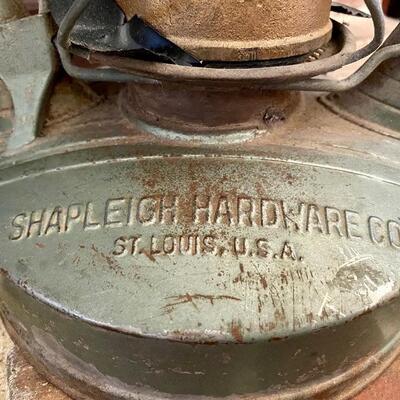 SHAPLEIGH HARDWARE CO
ST. LOUIS, U.S.A.